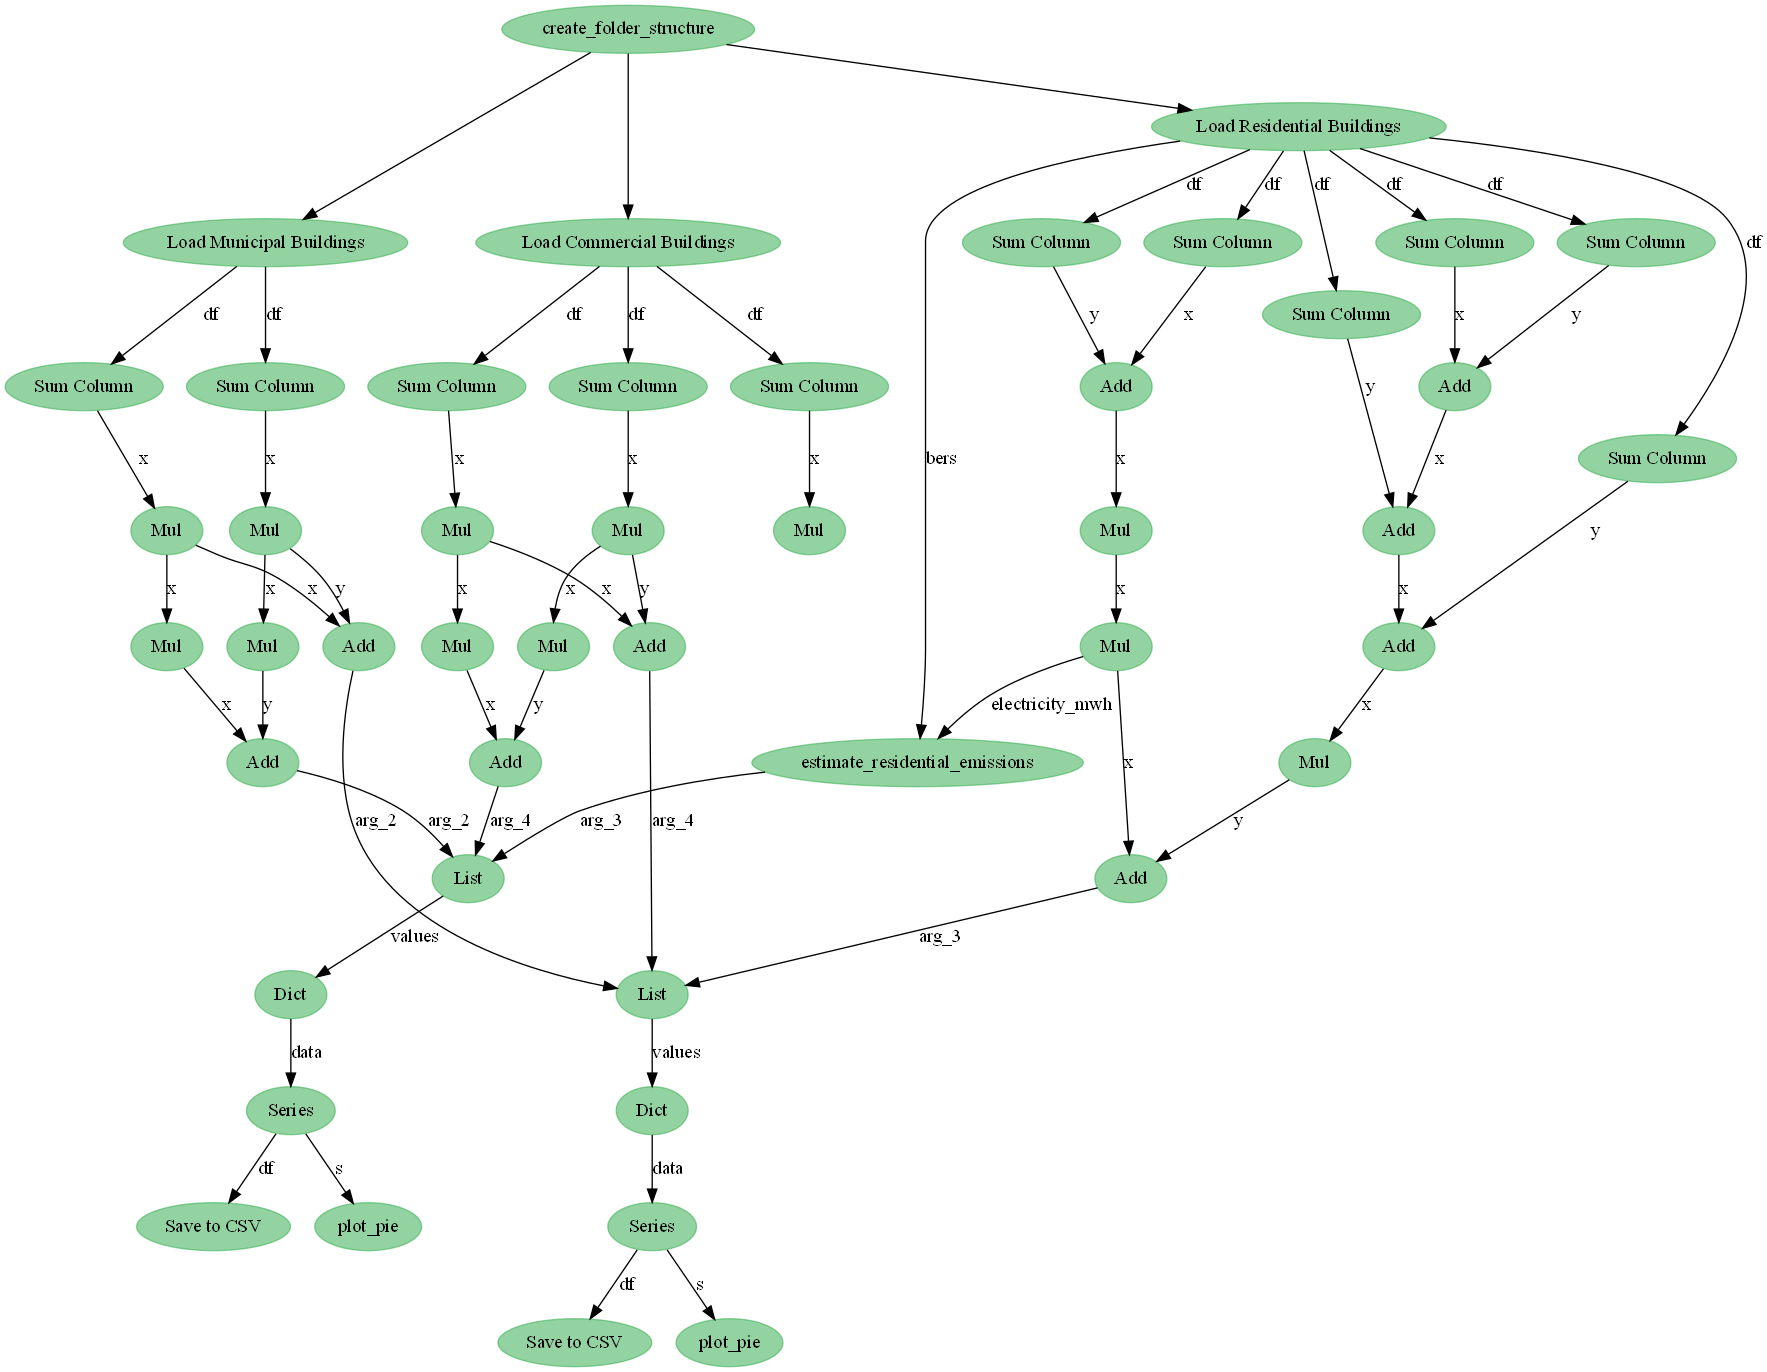 create_folder_structure
Load Residential Buildings
df
df
df
df
df
Load Municipal Buildings
Load Commercial Buildings
Sum Column
Sum Column
Sum Column
Sum Column
df
df
df
df
df
df
Sum Column
y
x
x
y
Sum Column
Sum Column
Sum Column
Sum Column
Sum Column
Add
y
Add
x
x
x
x
x
bers
x
x
Sum Column
Mul
Mul
Mul
Mul
Mul
Mul
Add
y
x
x
x
y
x
x
x
y
x
x
Mul
Mul
Add
Mul
Mul
Add
Mul
Add
x
y
x
y
electricity_mwh
x
Add
Add
estimate_residential_emissions
x
Mul
arg_2
arg_2
arg_4
arg_3
arg_4
y
List
Add
values
arg_3
Dict
List
data
values
Series
Dict
df
s
data
Save to CSV
plot_pie
Series
df
s
Save to CSV
plot_pie